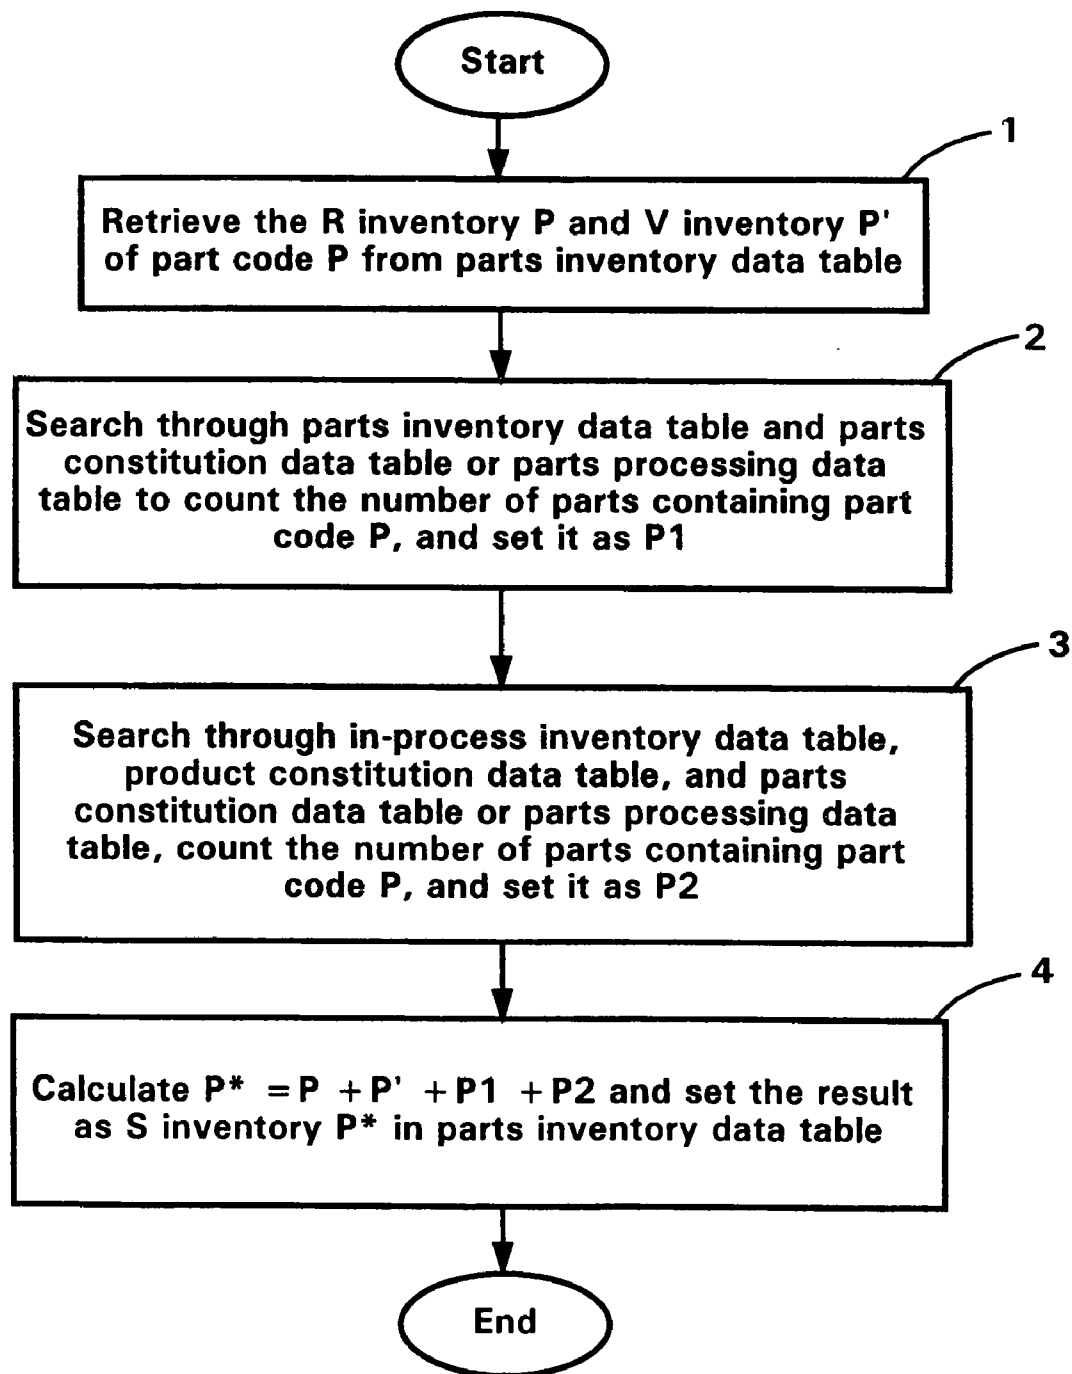 Start
1
Retrieve the R inventory P and V inventory P'
of part code P from parts inventory data table
2
Search through parts inventory data table and parts
constitution data table or parts processing data
table to count the number of parts containing part
code P, and set it as P1
3
Search through in-process inventory data table,
product constitution data table, and parts
constitution data table or parts processing data
table, count the number of parts containing part
code P, and set it as P2
4
Calculate P* = P + P' + P1 + P2 and set the result
as S inventory P* in parts inventory data table
End